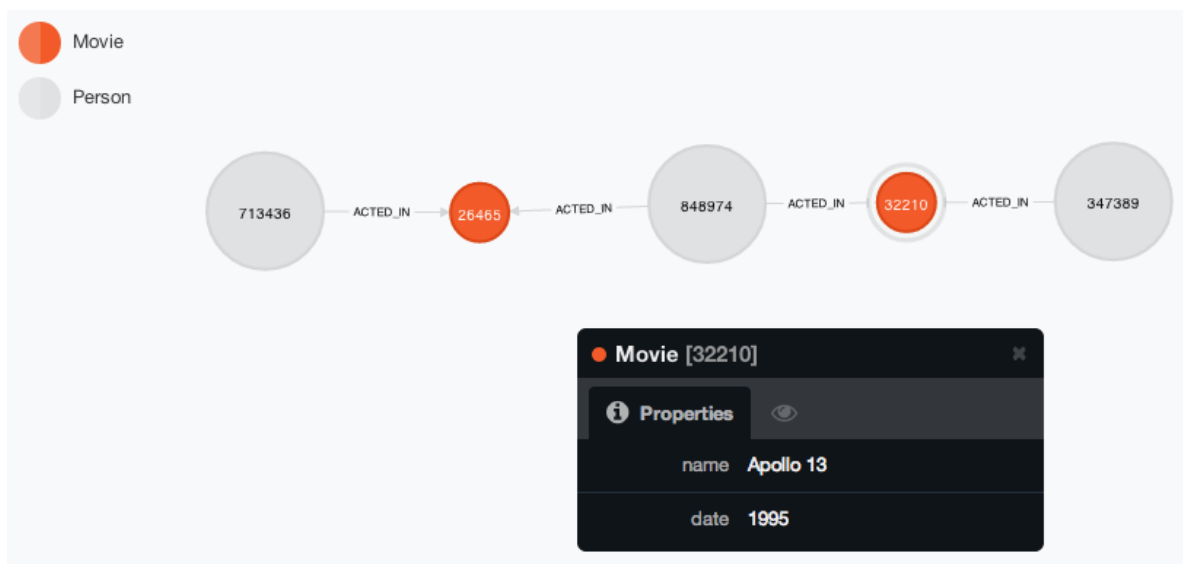 Movie
Person
713436 ACTED_IN 26465 ACTED_IN 848974 ACTED_IN 32210 ACTED_IN 347389
Movie [32210]
Properties
name Apollo 13
date 1995